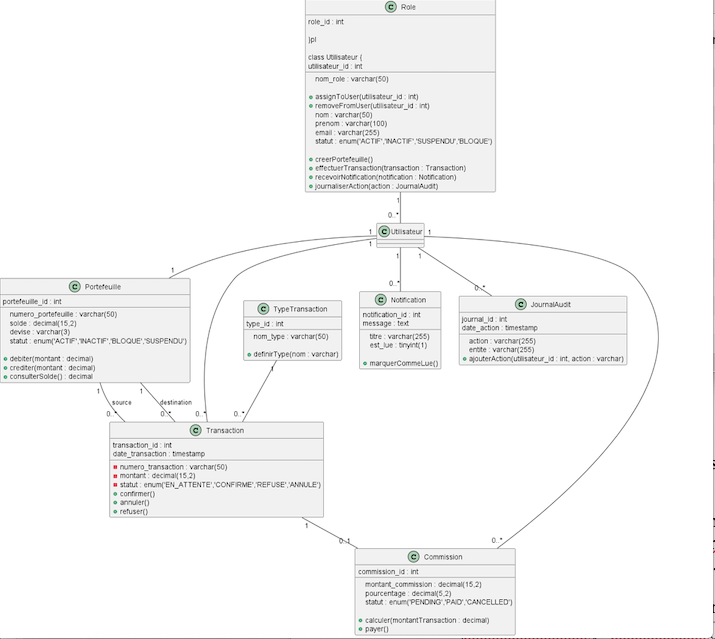 C Role
role_id : int
}pl
class Utilisateur {
utilisateur_id : int
nom_role : varchar(50)
assignToUser(utilisateur_id : int)
removeFromUser(utilisateur_id : int)
nom : varchar(50)
prenom : varchar(100)
email : varchar(255)
statut : enum('ACTIF','INACTIF','SUSPENDU','BLOQUE')
creerPortefeuille()
effectuerTransaction(transaction : Transaction)
recevoirNotification(notification : Notification)
journaliserAction(action : JournalAudit)
1
0..*
C Utilisateur
1
1
1
1
1
1
C Portefeuille
portefeuille_id : int
numero_portefeuille : varchar(50)
solde : decimal(15,2)
devise : varchar(3)
statut : enum('ACTIF','INACTIF','BLOQUE','SUSPENDU')
debiter(montant : decimal)
crediter(montant : decimal)
consulterSolde() : decimal
C TypeTransaction
type_id : int
nom_type : varchar(50)
definirType(nom : varchar)
0..*
C Notification
notification_id : int
message : text
titre : varchar(255)
est_lue : tinyint(1)
marquerCommeLue()
0..*
C JournalAudit
journal_id : int
date_action : timestamp
action : varchar(255)
entite : varchar(255)
ajouterAction(utilisateur_id : int, action : varchar)
1
source
0..*
1
destination
0..*
0..*
1
0..*
C Transaction
transaction_id : int
date_transaction : timestamp
numero_transaction : varchar(50)
montant : decimal(15,2)
statut : enum('EN_ATTENTE','CONFIRME','REFUSE','ANNULE')
confirmer()
annuler()
refuser()
1
0..1
0..*
C Commission
commission_id : int
montant_commission : decimal(15,2)
pourcentage : decimal(5,2)
statut : enum('PENDING','PAID','CANCELLED')
calculer(montantTransaction : decimal)
payer()